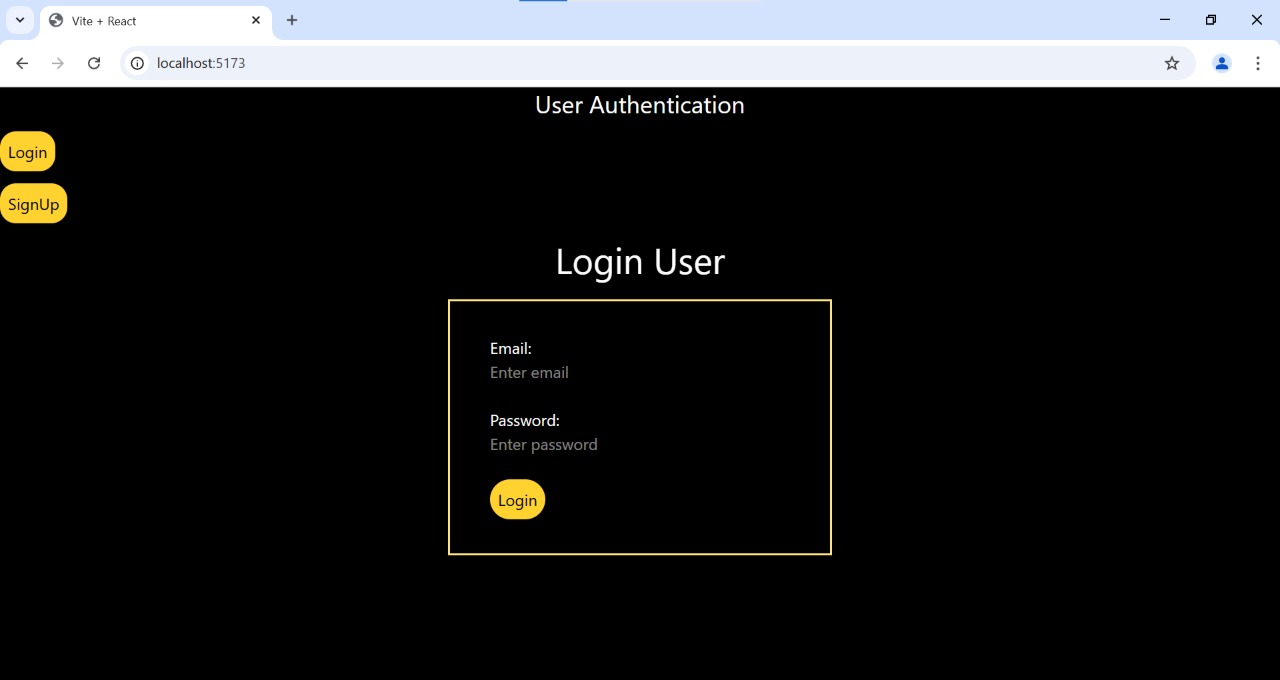 Vite + React
localhost:5173
User Authentication
Login
SignUp
Login User
Email:
Enter email
Password:
Enter password
Login